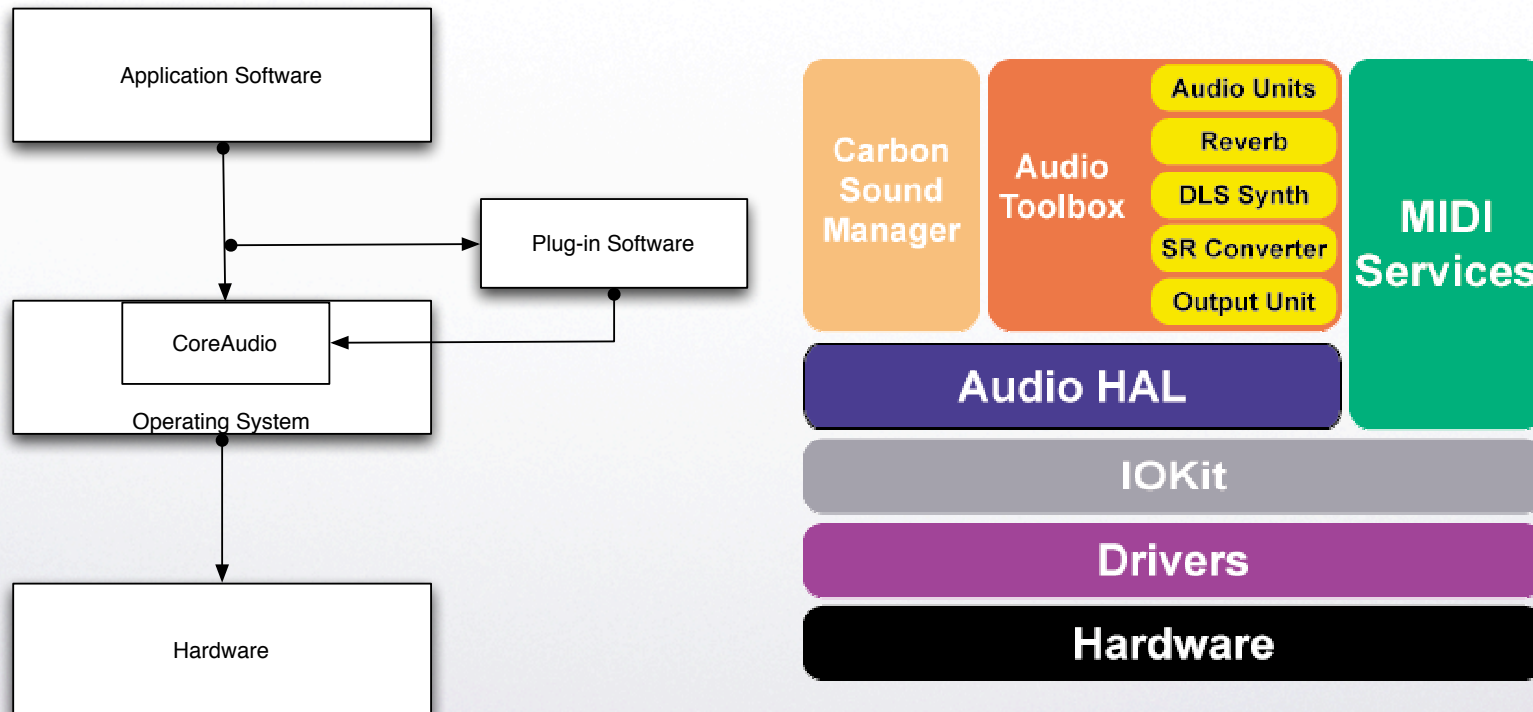 Application Software
Plug-in Software
CoreAudio
Operating System
Hardware
Carbon
Sound
Manager
Audio
Toolbox
Audio Units
Reverb
DLS Synth
SR Converter
Output Unit
MIDI
Services
Audio HAL
IOKit
Drivers
Hardware